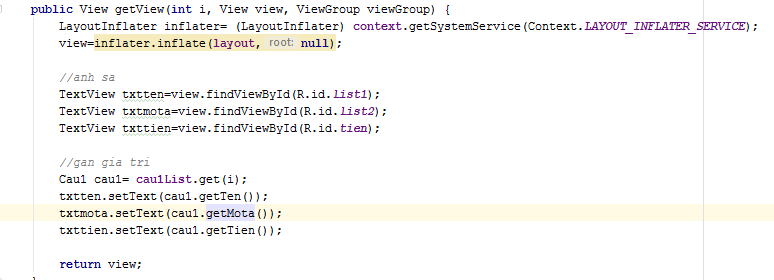 public View getView(int i, View view, ViewGroup viewGroup) {
LayoutInflater inflater= (LayoutInflater) context.getSystemService(Context.LAYOUT_INFLATER_SERVICE);
view=inflater.inflate(layout, root: null);
//anh sa
TextView txtten=view.findViewById(R.id.list1);
TextView txtmota=view.findViewById(R.id.list2);
TextView txttien=view.findViewById(R.id.tien);
//gan gia tri
Cau1 cau1= cau1List.get(i);
txtten.setText(cau1.getTen());
txtmota.setText(cau1.getMota());
txttien.setText(cau1.getTien());
return view;